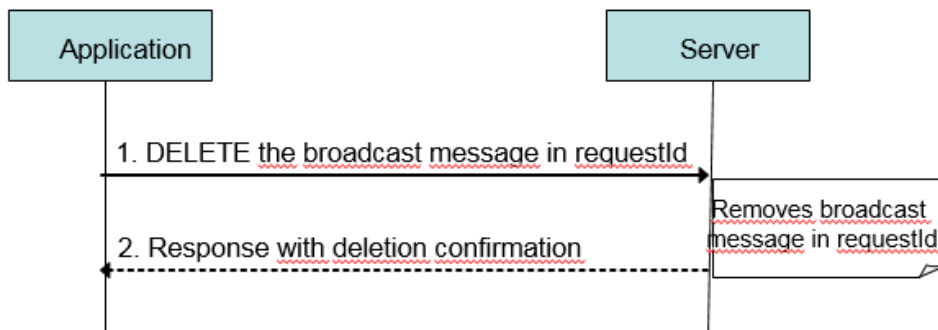 Application
Server
1. DELETE the broadcast message in requestId
Removes broadcast
message in requestId
2. Response with deletion confirmation